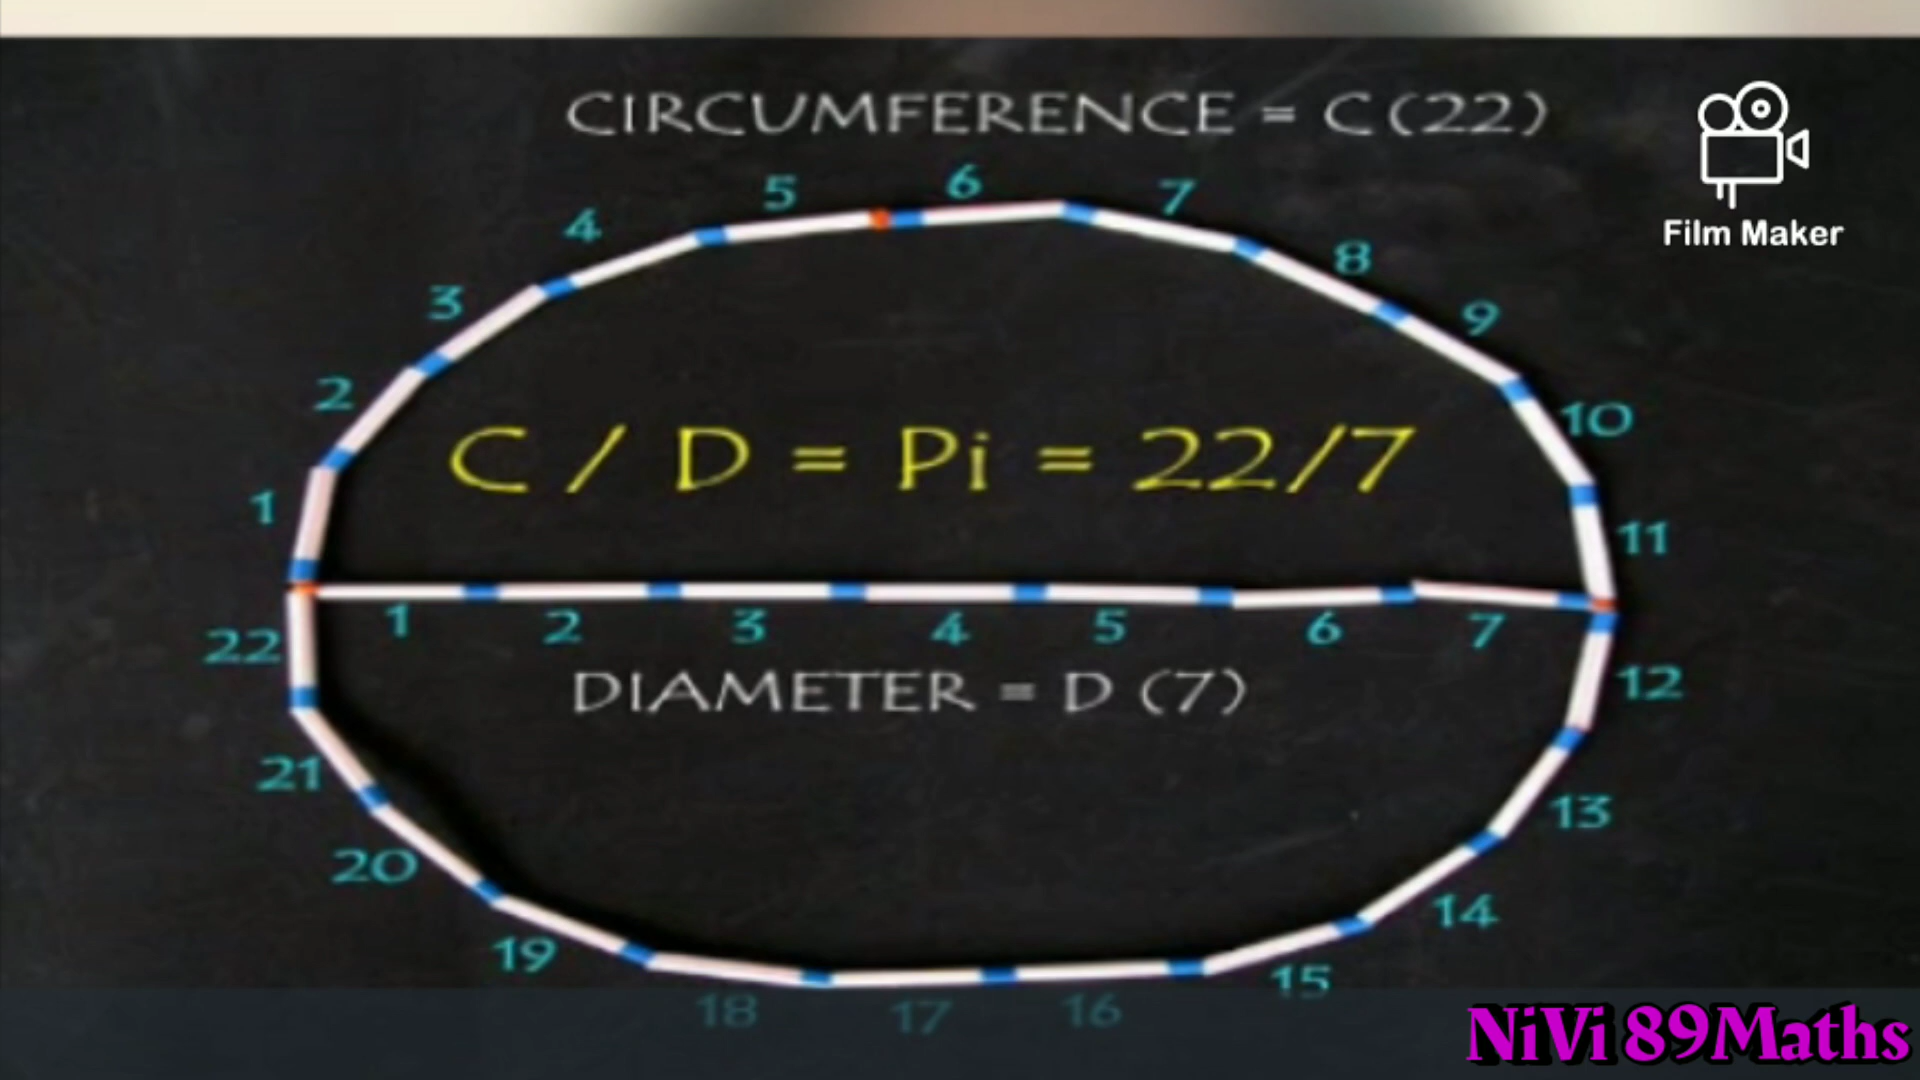 CIRCUMFERENCE = C (22)
Film Maker
5 6 7
4 8
3 9
2 10
C / D = Pi = 22/7
1 11
1 2 3 4 5 6 7
22 12
DIAMETER = D (7)
21 13
20 14
19 15
18 17 16
NiVi 89Maths